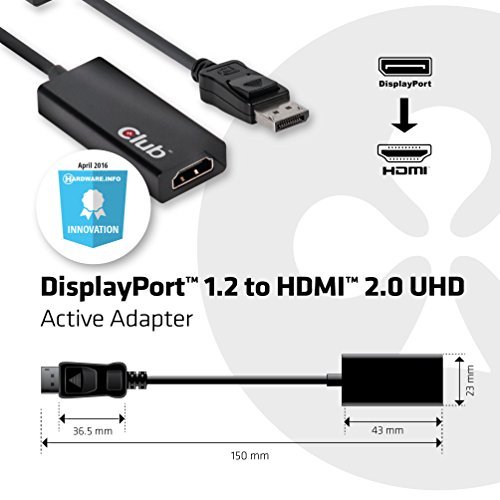 Club™
DisplayPort
HDMI
April 2016
HARDWARE.INFO
INNOVATION
DisplayPort™ 1.2 to HDMI™ 2.0 UHD
Active Adapter
23 mm
36.5 mm
43 mm
150 mm